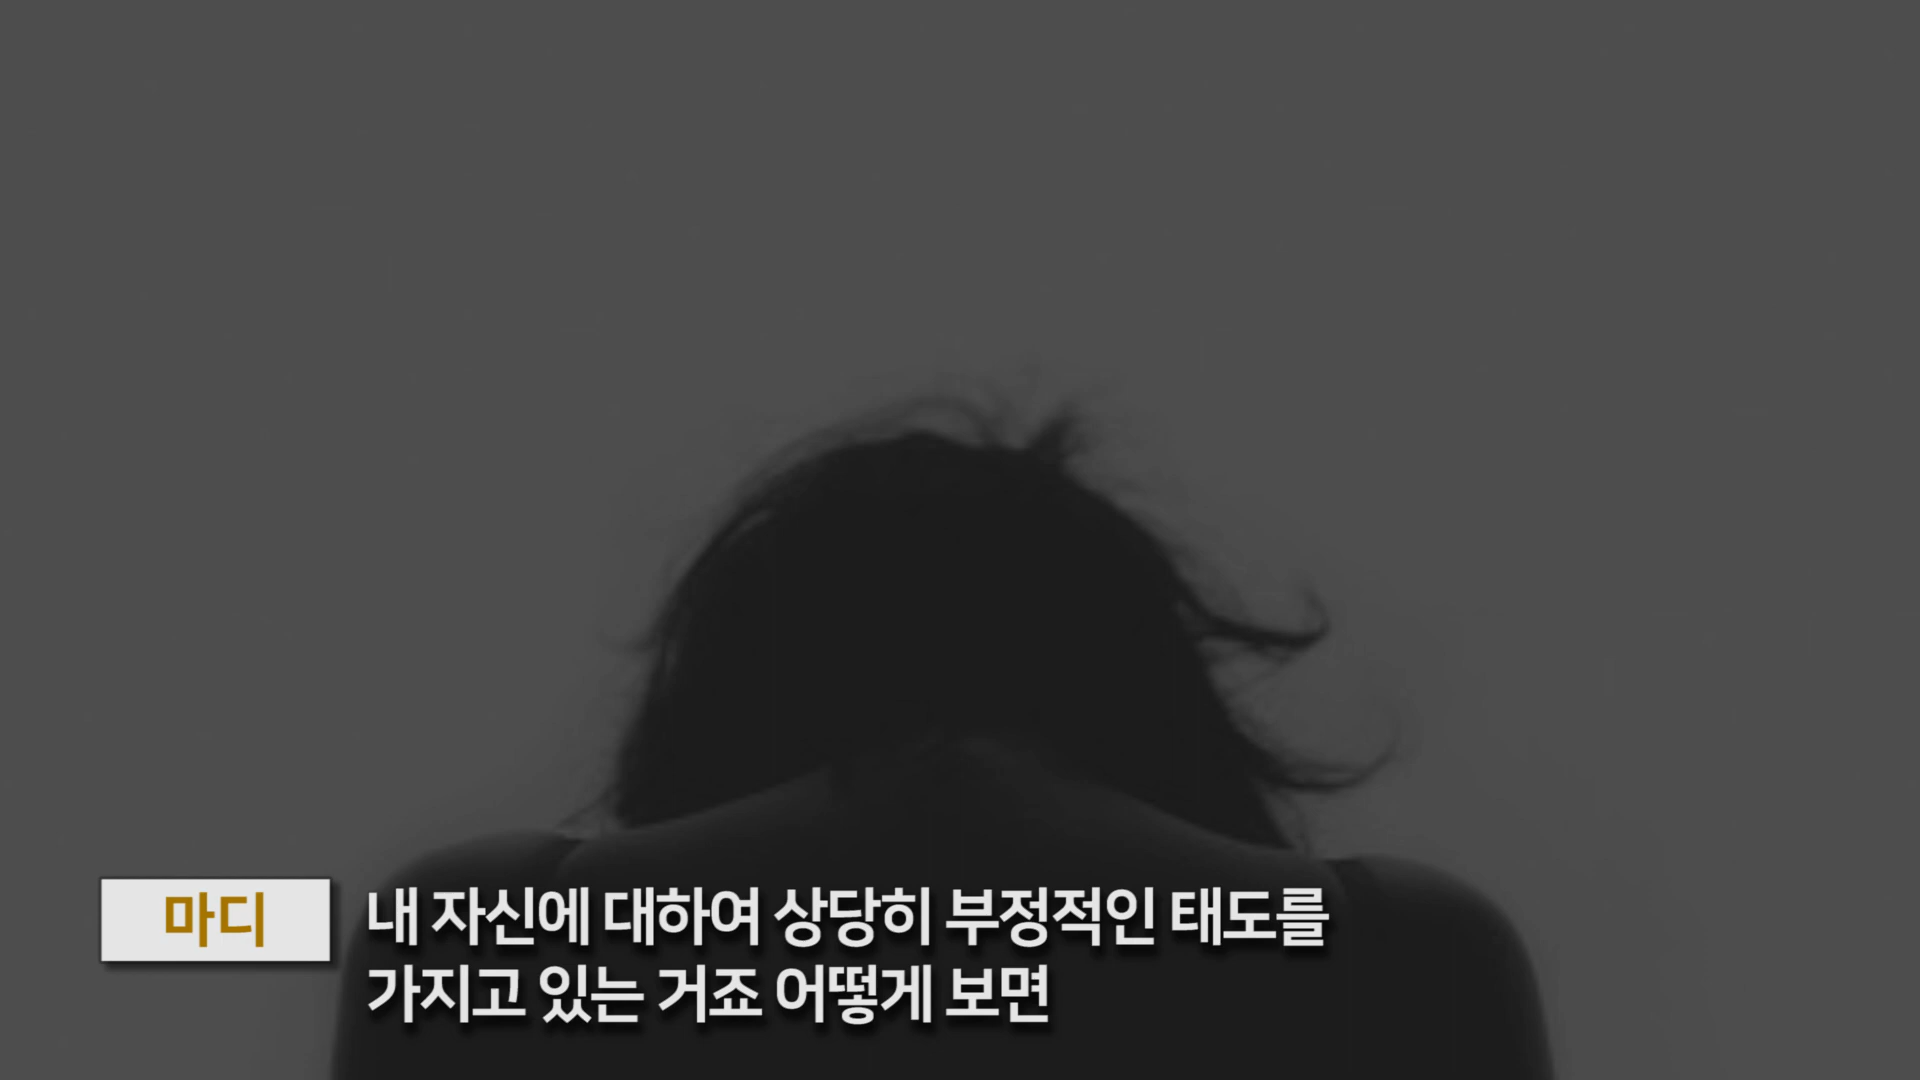 마디
내 자신에 대하여 상당히 부정적인 태도를
가지고 있는 거죠 어떻게 보면